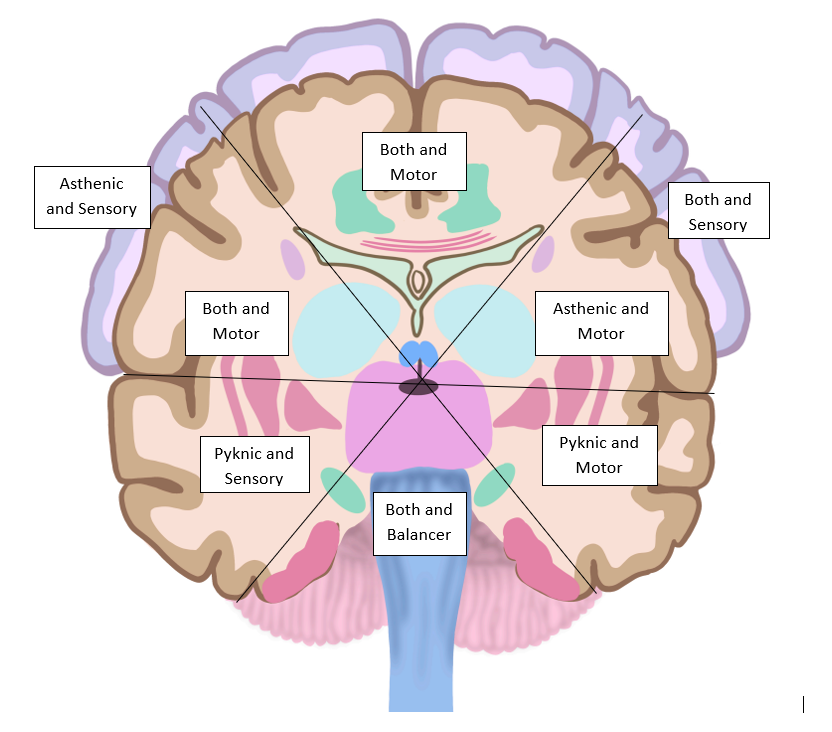 Both and
Motor
Asthenic
and Sensory
Both and
Sensory
Both and
Motor
Asthenic and
Motor
Pyknic and
Sensory
Pyknic and
Motor
Both and
Balancer